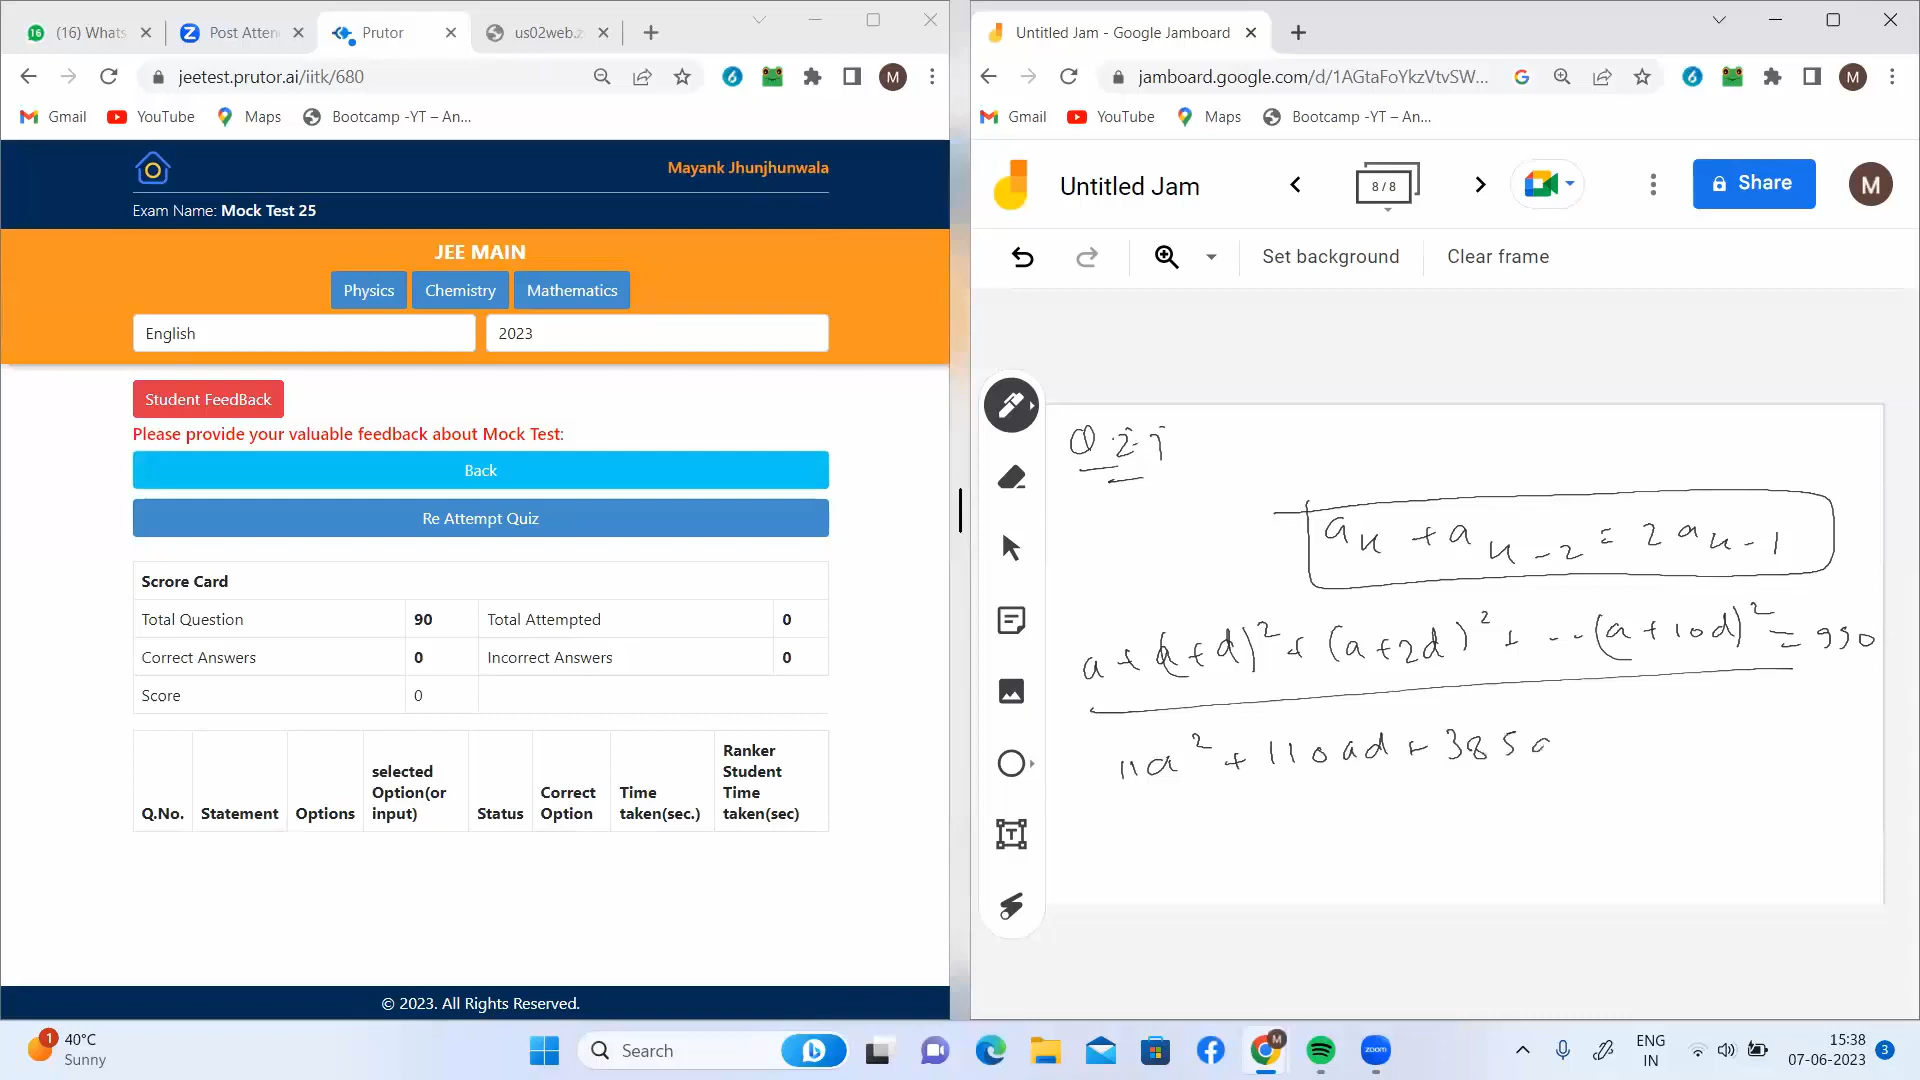 (16) Whats
Post Atten
Prutor
us02web.z
jeetest.prutor.ai/iitk/680
Gmail
YouTube
Maps
Bootcamp -YT – An...
Mayank Jhunjhunwala
Exam Name: Mock Test 25
JEE MAIN
Physics
Chemistry
Mathematics
English
2023
Student FeedBack
Please provide your valuable feedback about Mock Test:
Back
Re Attempt Quiz
Scrore Card
Total Question 90 Total Attempted 0
Correct Answers 0 Incorrect Answers 0
Score 0
Q.No. Statement Options selected Option(or input) Status Correct Option Time taken(sec.) Ranker Student Time taken(sec)
© 2023. All Rights Reserved.
Untitled Jam - Google Jamboard
jamboard.google.com/d/1AGtaFoYkzVtvSW...
Gmail
YouTube
Maps
Bootcamp -YT – An...
Untitled Jam
8 / 8
Share
M
Set background
Clear frame
aₙ + aₙ₋₂ = 2aₙ₋₁
a + (a+d)² + (a+2d)² + --(a+10d)² = 990
11a² + 110ad + 385
1
40°C
Sunny
Search
zoom
ENG
IN
15:38
07-06-2023
3